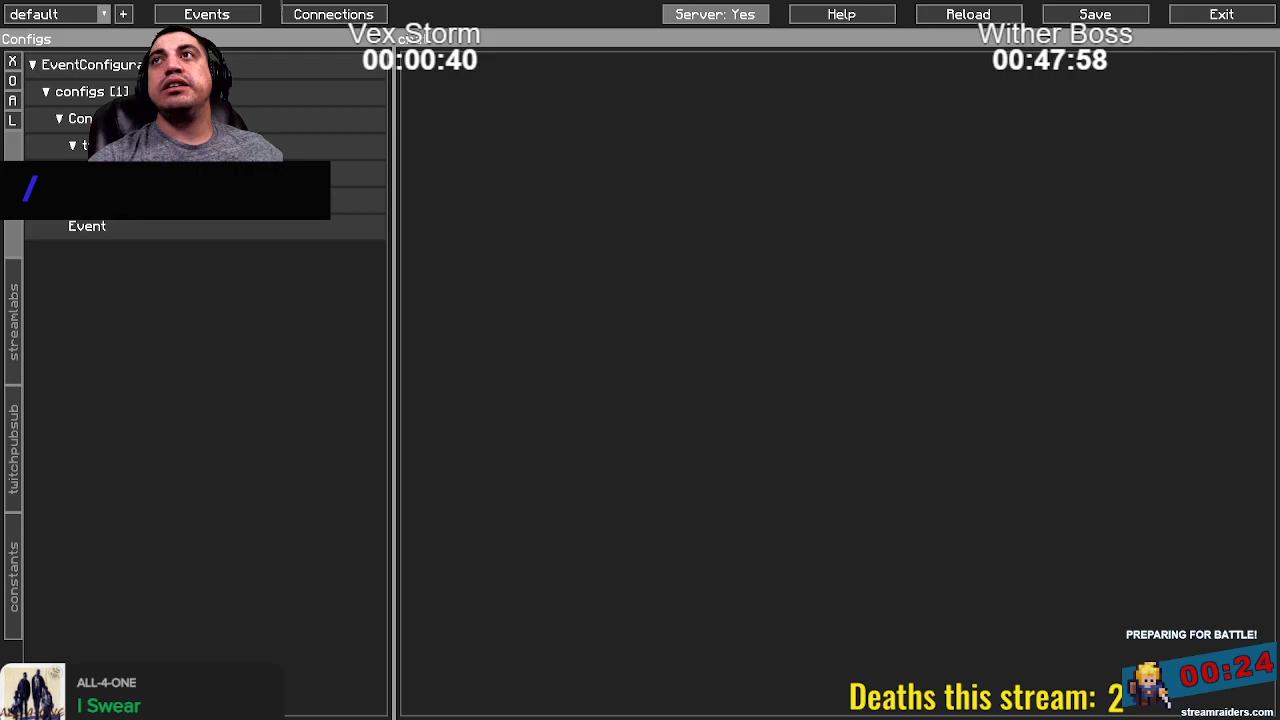 default
+
Events
Connections
Server: Yes
Help
Reload
Save
Exit
Configs
Vex Storm
00:00:40
Wither Boss
00:47:58
X
O
A
L
EventConfigura
configs [1]
Con
/
Event
streamlabs
twitchpubsub
constants
PREPARING FOR BATTLE!
00:24
streamraiders.com
Deaths this stream: 2
ALL-4-ONE
I Swear